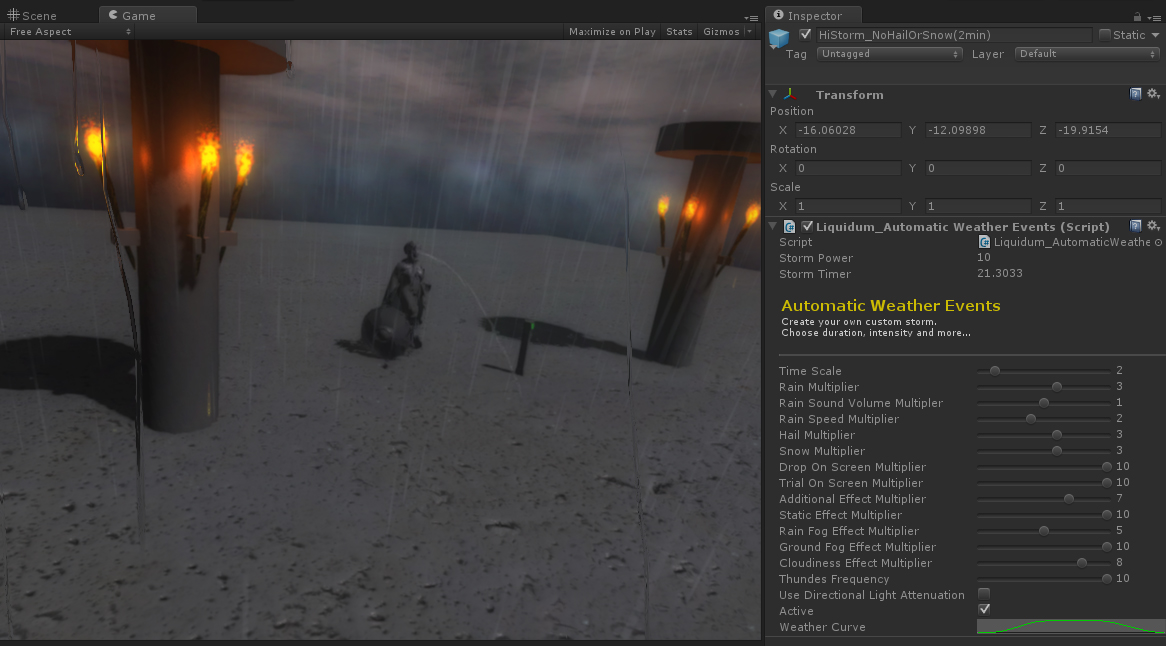 Scene
Game
Free Aspect
Maximize on Play
Stats
Gizmos
Inspector
HiStorm_NoHailOrSnow(2min)
Static
Tag
Untagged
Layer
Default
Transform
Position
X -16.06028 Y -12.09898 Z -19.9154
Rotation
X 0 Y 0 Z 0
Scale
X 1 Y 1 Z 1
Liquidum_Automatic Weather Events (Script)
Script Liquidum_AutomaticWeathe
Storm Power 10
Storm Timer 21.3033
Automatic Weather Events
Create your own custom storm.
Choose duration, intensity and more...
Time Scale 2
Rain Multiplier 3
Rain Sound Volume Multipler 1
Rain Speed Multiplier 2
Hail Multiplier 3
Snow Multiplier 3
Drop On Screen Multiplier 10
Trial On Screen Multiplier 10
Additional Effect Multiplier 7
Static Effect Multiplier 10
Rain Fog Effect Multiplier 5
Ground Fog Effect Multiplier 10
Cloudiness Effect Multiplier 8
Thundes Frequency 10
Use Directional Light Attenuation
Active
Weather Curve